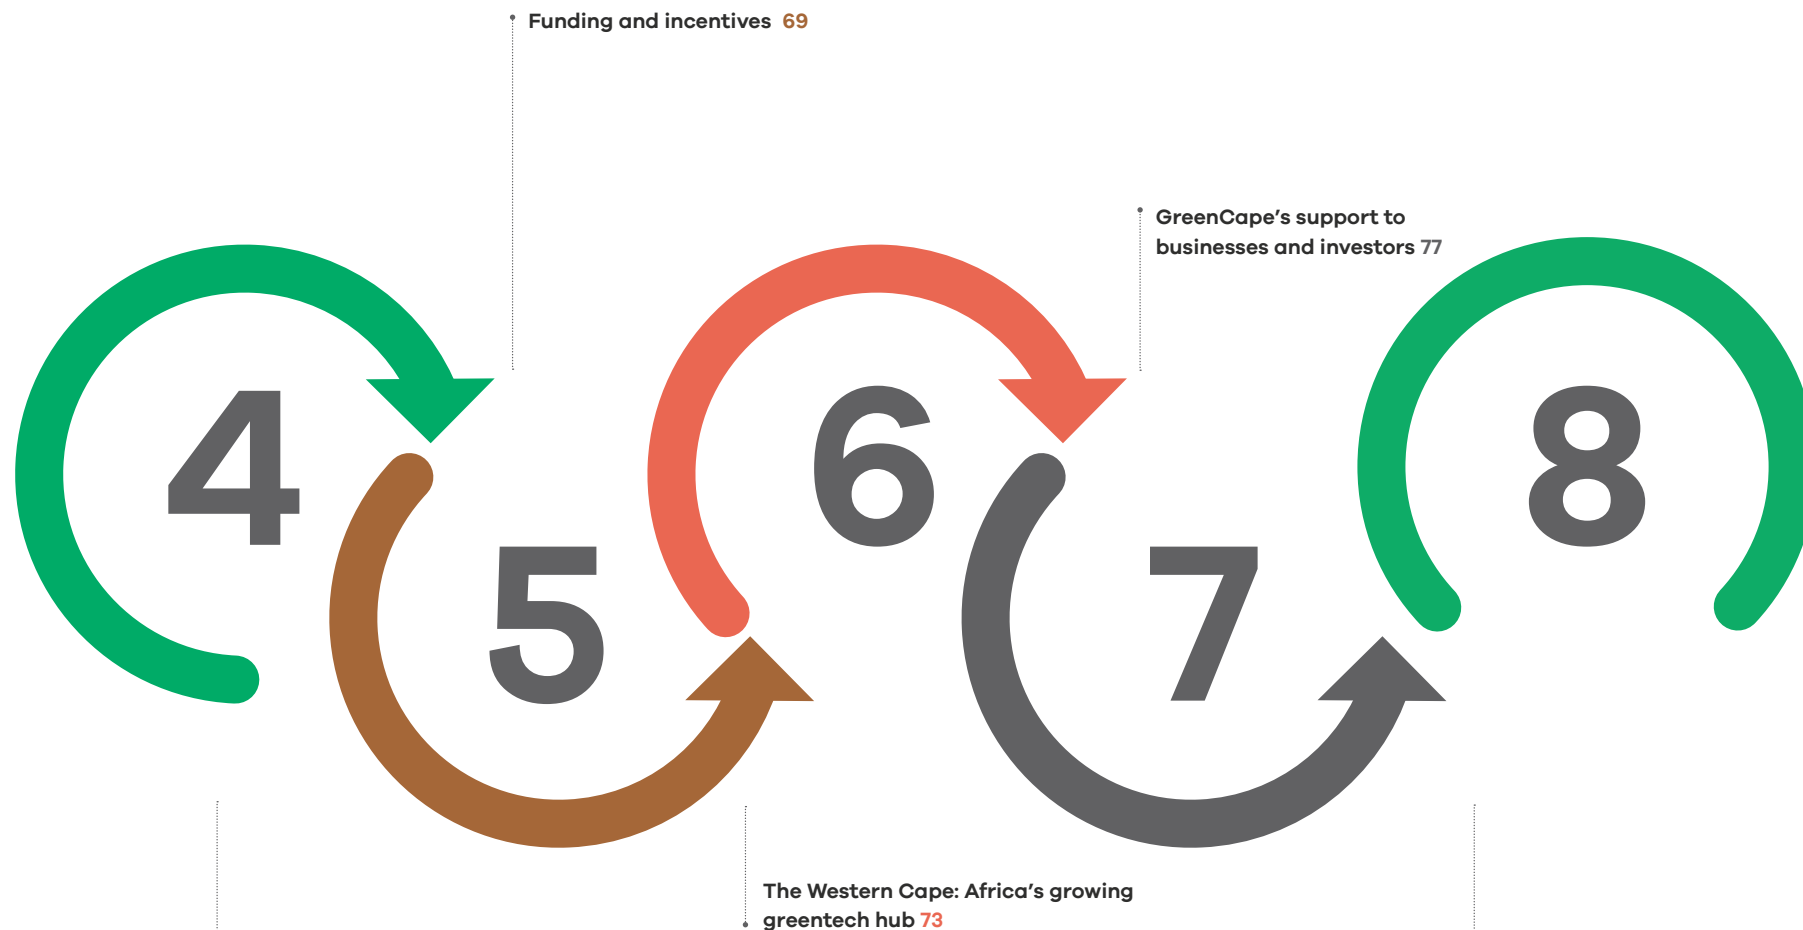 Funding and incentives 69
GreenCape’s support to
businesses and investors 77
4
6
8
5
7
The Western Cape: Africa’s growing
greentech hub 73